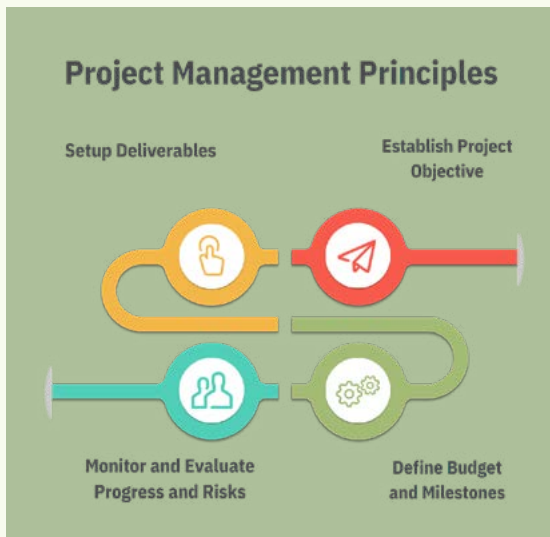 Project Management Principles
Setup Deliverables
Establish Project
Objective
Monitor and Evaluate
Progress and Risks
Define Budget
and Milestones